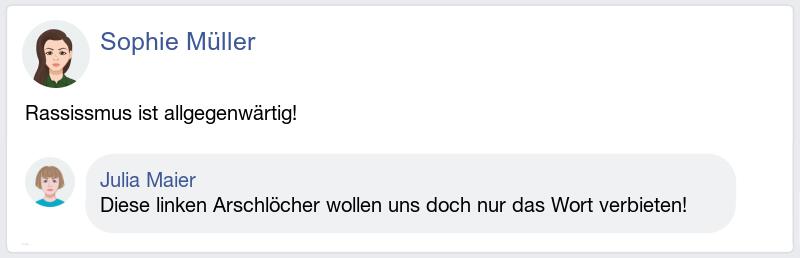 Sophie Müller
Rassissmus ist allgegenwärtig!
Julia Maier
Diese linken Arschlöcher wollen uns doch nur das Wort verbieten!